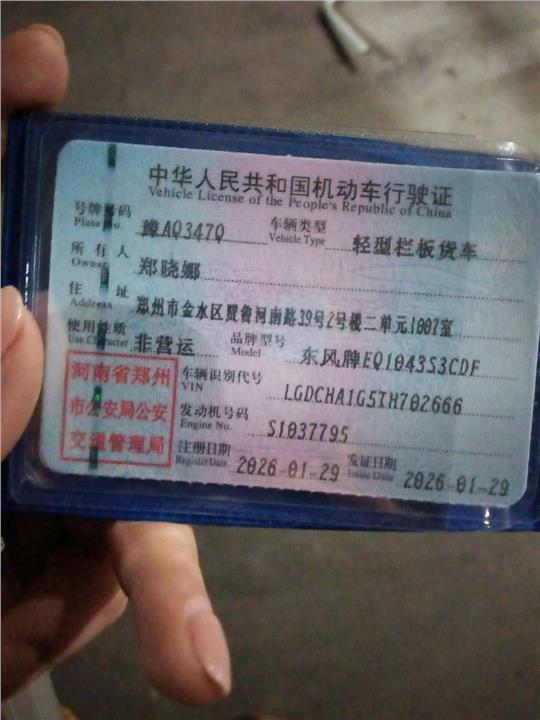 中华人民共和国机动车行驶证
Vehicle License of the People's Republic of China
号牌号码 豫AQ347Q 车辆类型 轻型栏板货车
Plate No. Vehicle Type
所有人 郑晓娜
Owner
住址 郑州市金水区贾鲁河南路39号2号楼二单元1002室
Address
使用性质 非营运 品牌型号 东风牌EQ1043S3CDF
Use Character Model
河南省郑州
市公安局公安
交通管理局
车辆识别代号 LGDCHA1G5TH702666
VIN
发动机号码 S1037795
Engine No.
注册日期 2026-01-29 发证日期 2026-01-29
Register Date Issue Date